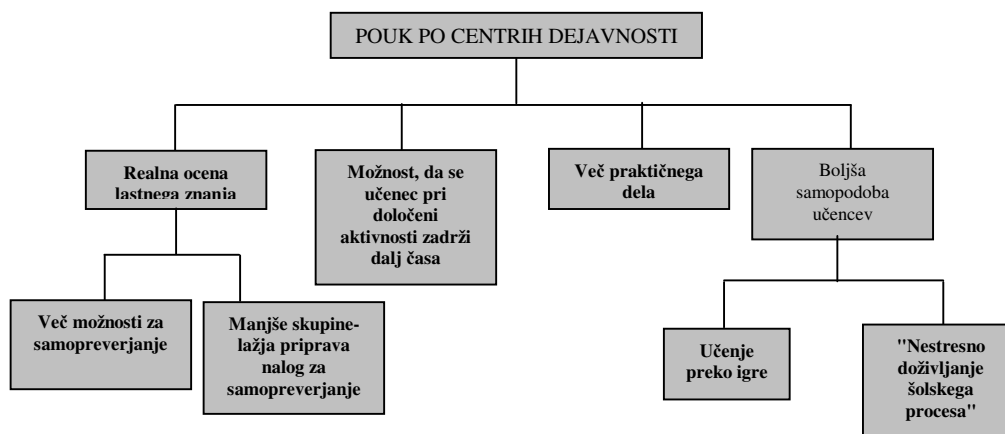 POUK PO CENTRIH DEJAVNOSTI
Realna ocena
lastnega znanja
Možnost, da se
učenec pri
določeni
aktivnosti zadrži
dalj časa
Več praktičnega
dela
Boljša
samopodoba
učencev
Več možnosti za
samopreverjanje
Manjše skupine-
lažja priprava
nalog za
samopreverjanje
Učenje
preko igre
"Nestresno
doživljanje
šolskega
procesa"